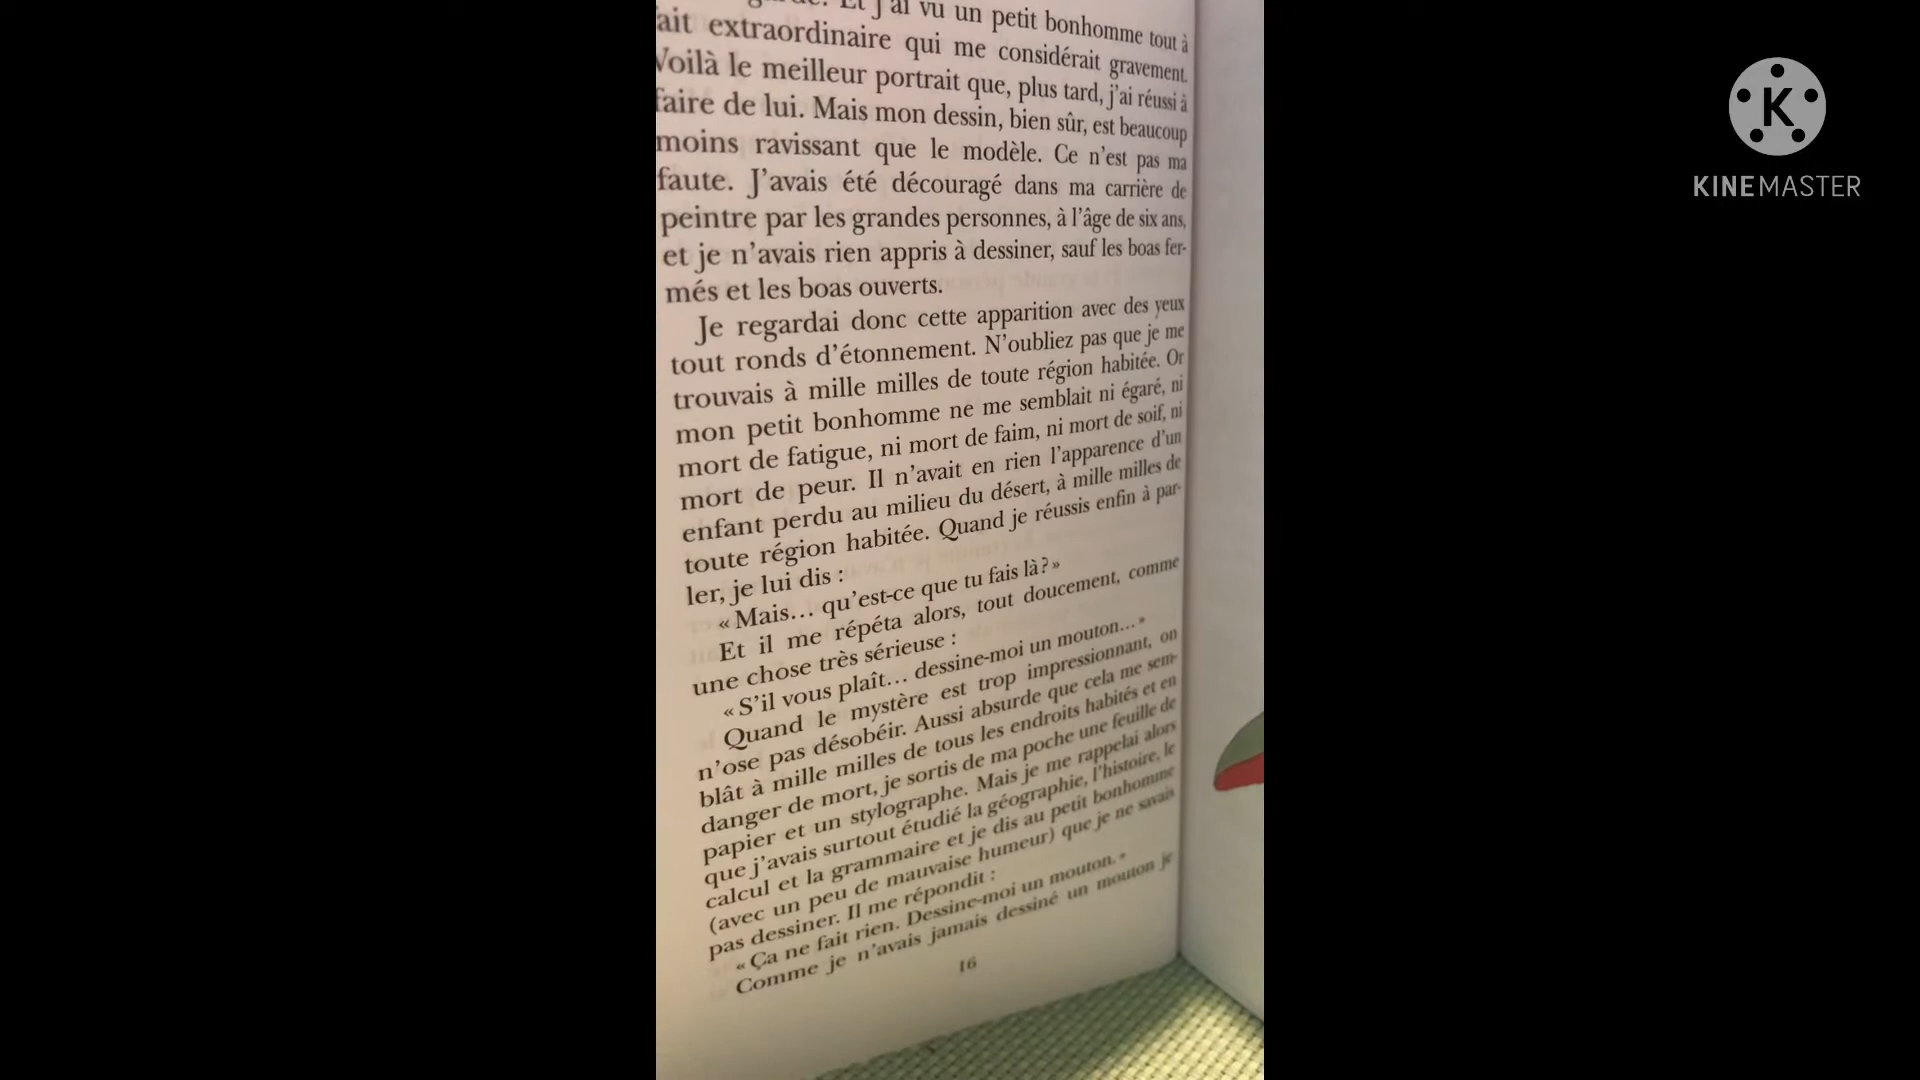 Et j'ai vu un petit bonhomme tout à
fait extraordinaire qui me considérait gravement.
Voilà le meilleur portrait que, plus tard, j'ai réussi à
faire de lui. Mais mon dessin, bien sûr, est beaucoup
moins ravissant que le modèle. Ce n'est pas ma
faute. J'avais été découragé dans ma carrière de
peintre par les grandes personnes, à l'âge de six ans,
et je n'avais rien appris à dessiner, sauf les boas fer-
més et les boas ouverts.
Je regardai donc cette apparition avec des yeux
tout ronds d'étonnement. N'oubliez pas que je me
trouvais à mille milles de toute région habitée. Or
mon petit bonhomme ne me semblait ni égaré, ni
mort de fatigue, ni mort de faim, ni mort de soif, ni
mort de peur. Il n'avait en rien l'apparence d'un
enfant perdu au milieu du désert, à mille milles de
toute région habitée. Quand je réussis enfin à par-
ler, je lui dis :
« Mais... qu'est-ce que tu fais là ? »
Et il me répéta alors, tout doucement, comme
une chose très sérieuse :
« S'il vous plaît... dessine-moi un mouton... »
Quand le mystère est trop impressionnant, on
n'ose pas désobéir. Aussi absurde que cela me sem-
blât à mille milles de tous les endroits habités et en
danger de mort, je sortis de ma poche une feuille de
papier et un stylographe. Mais je me rappelai alors
que j'avais surtout étudié la géographie, l'histoire, le
calcul et la grammaire et je dis au petit bonhomme
(avec un peu de mauvaise humeur) que je ne savais
pas dessiner. Il me répondit :
« Ça ne fait rien. Dessine-moi un mouton. »
Comme je n'avais jamais dessiné un mouton je
16
K
KINEMASTER